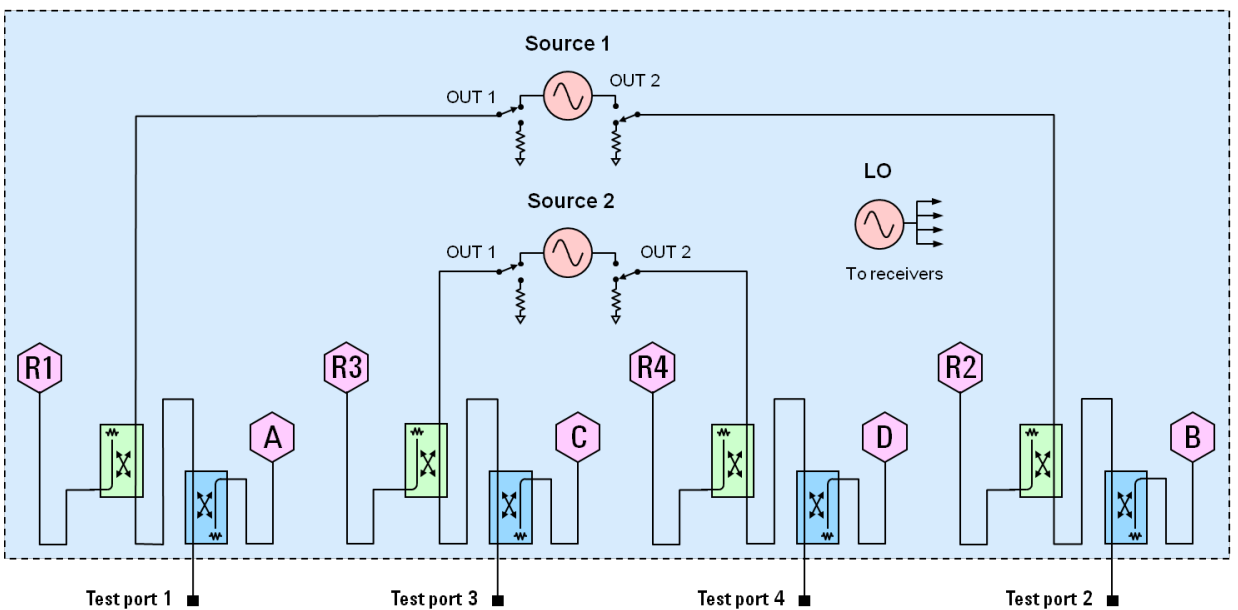 Source 1
OUT 1
OUT 2
LO
Source 2
OUT 1
OUT 2
To receivers
R1
R3
R4
R2
A
C
D
B
Test port 1
Test port 3
Test port 4
Test port 2